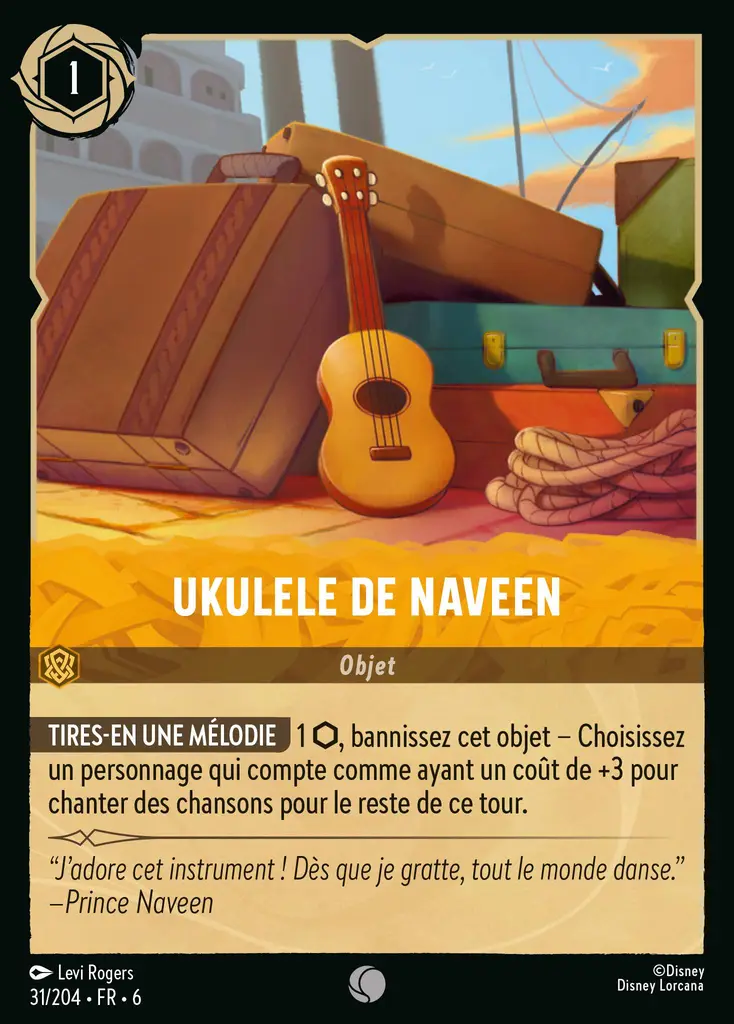 1
UKULELE DE NAVEEN
Objet
TIRES-EN UNE MÉLODIE 1 ⬡, bannissez cet objet – Choisissez
un personnage qui compte comme ayant un coût de +3 pour
chanter des chansons pour le reste de ce tour.
“J’adore cet instrument ! Dès que je gratte, tout le monde danse.”
–Prince Naveen
Levi Rogers
©Disney
31/204 • FR • 6
Disney Lorcana